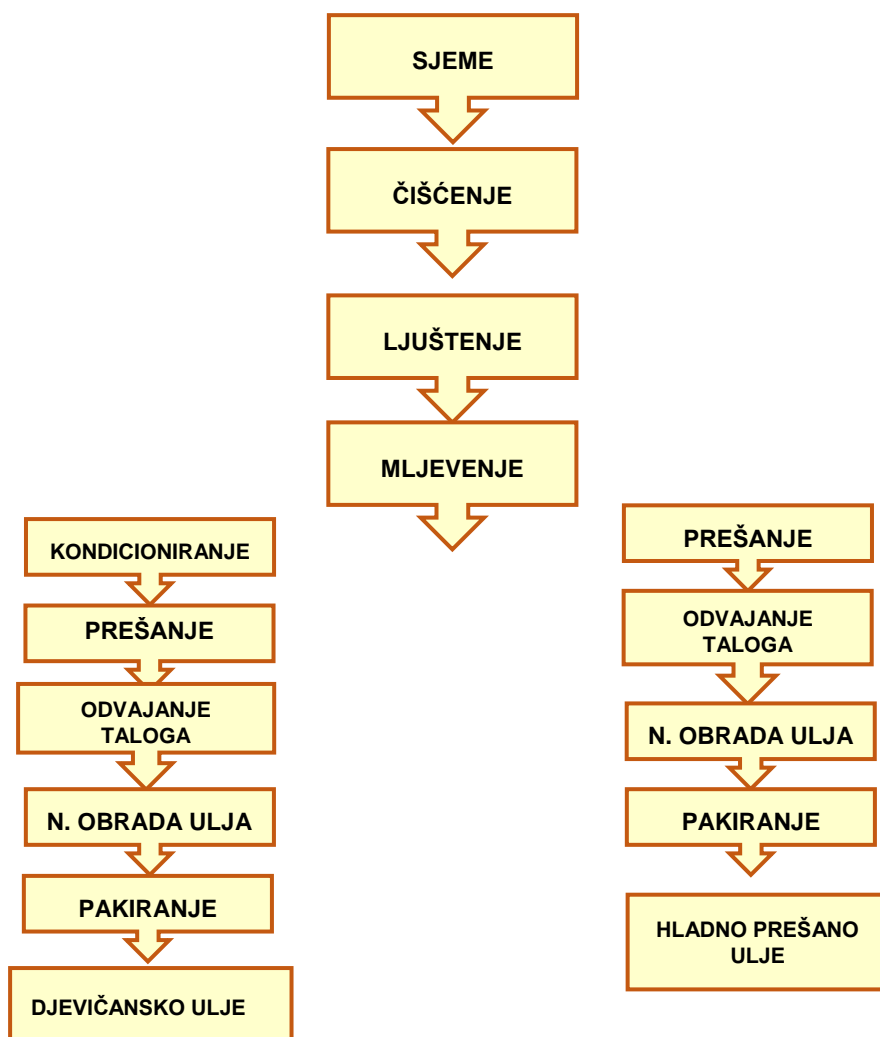 SJEME
ČIŠĆENJE
LJUŠTENJE
MLJEVENJE
KONDICIONIRANJE
PREŠANJE
ODVAJANJE
TALOGA
N. OBRADA ULJA
PAKIRANJE
DJEVIČANSKO ULJE
PREŠANJE
ODVAJANJE
TALOGA
N. OBRADA ULJA
PAKIRANJE
HLADNO PREŠANO
ULJE